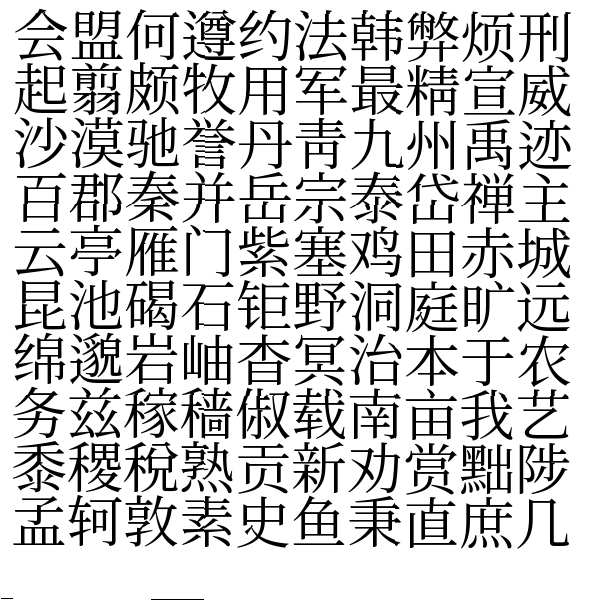 会盟何遵约法韩弊烦刑
起翦颇牧用军最精宣威
沙漠驰誉丹青九州禹迹
百郡秦并岳宗泰岱禅主
云亭雁门紫塞鸡田赤城
昆池碣石钜野洞庭旷远
绵邈岩岫杳冥治本于农
务兹稼穑俶载南亩我艺
黍稷税熟贡新劝赏黜陟
孟轲敦素史鱼秉直庶几